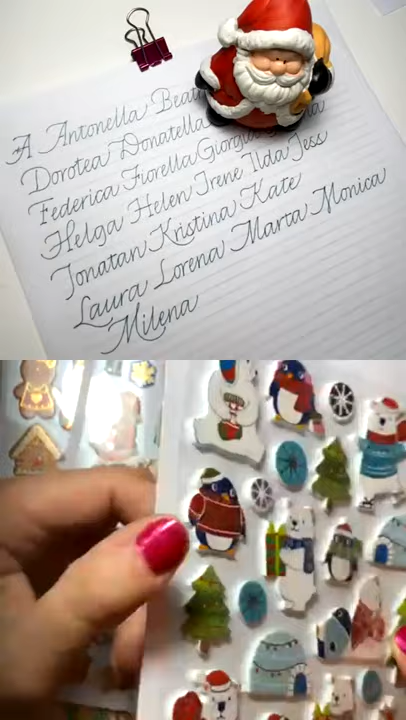 A Antonella
Dorotea Donatella
Federica Fiorella
Helga Helen Irene Ilda Jess
Jonatan Kristina Kate
Laura Lorena Marta Monica
Milena